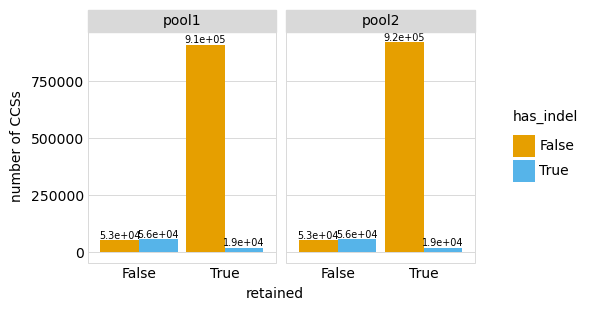 pool1
pool2
9.1e+05
9.2e+05
750000
500000
250000
0
number of CCSs
5.3e+04
5.6e+04
1.9e+04
5.3e+04
5.6e+04
1.9e+04
False
True
False
True
retained
has_indel
False
True